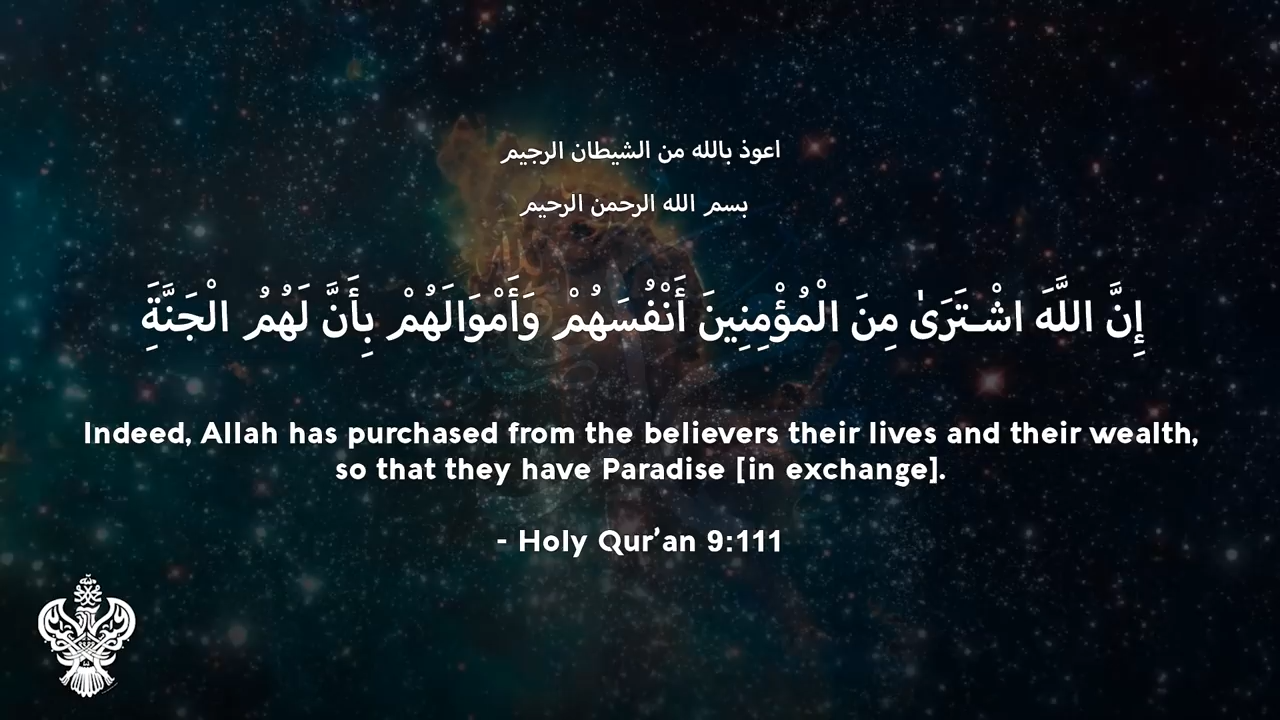 اعوذ بالله من الشيطان الرجيم
بسم الله الرحمن الرحيم
إِنَّ اللَّهَ اشْتَرَىٰ مِنَ الْمُؤْمِنِينَ أَنْفُسَهُمْ وَأَمْوَالَهُمْ بِأَنَّ لَهُمُ الْجَنَّةَِ
Indeed, Allah has purchased from the believers their lives and their wealth,
so that they have Paradise [in exchange].
- Holy Qur'an 9:111